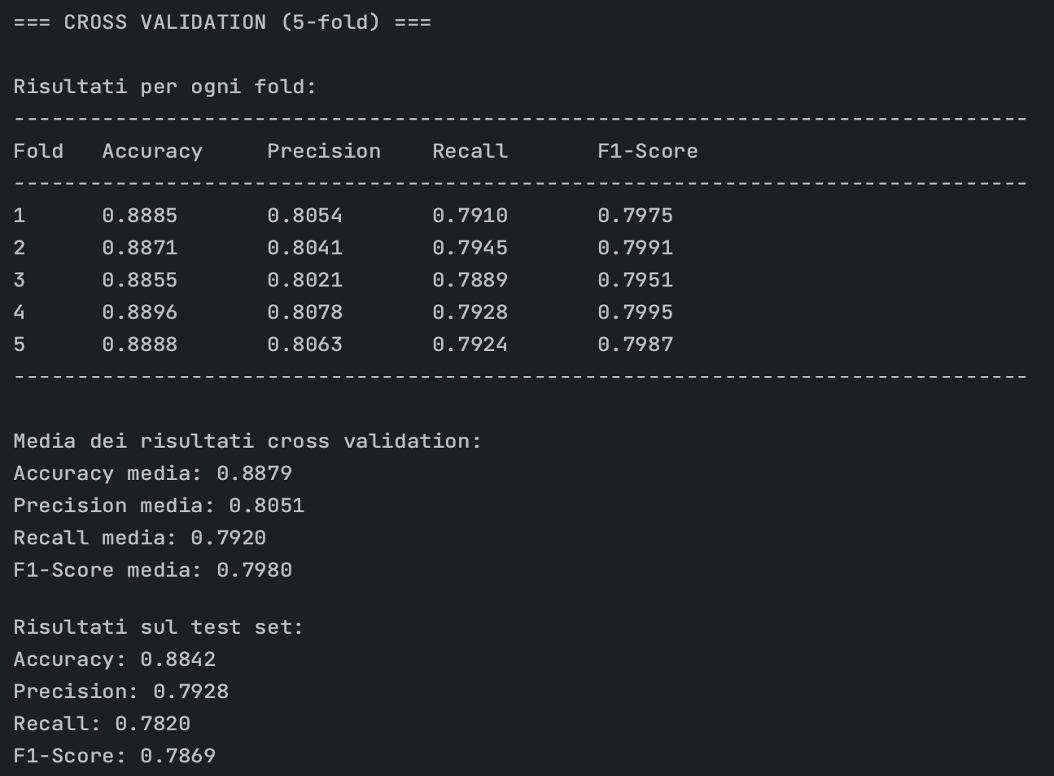 === CROSS VALIDATION (5-fold) ===
Risultati per ogni fold:
--------------------------------------------------------------------------------
Fold   Accuracy     Precision    Recall       F1-Score
--------------------------------------------------------------------------------
1      0.8885       0.8054       0.7910       0.7975
2      0.8871       0.8041       0.7945       0.7991
3      0.8855       0.8021       0.7889       0.7951
4      0.8896       0.8078       0.7928       0.7995
5      0.8888       0.8063       0.7924       0.7987
--------------------------------------------------------------------------------
Media dei risultati cross validation:
Accuracy media: 0.8879
Precision media: 0.8051
Recall media: 0.7920
F1-Score media: 0.7980
Risultati sul test set:
Accuracy: 0.8842
Precision: 0.7928
Recall: 0.7820
F1-Score: 0.7869